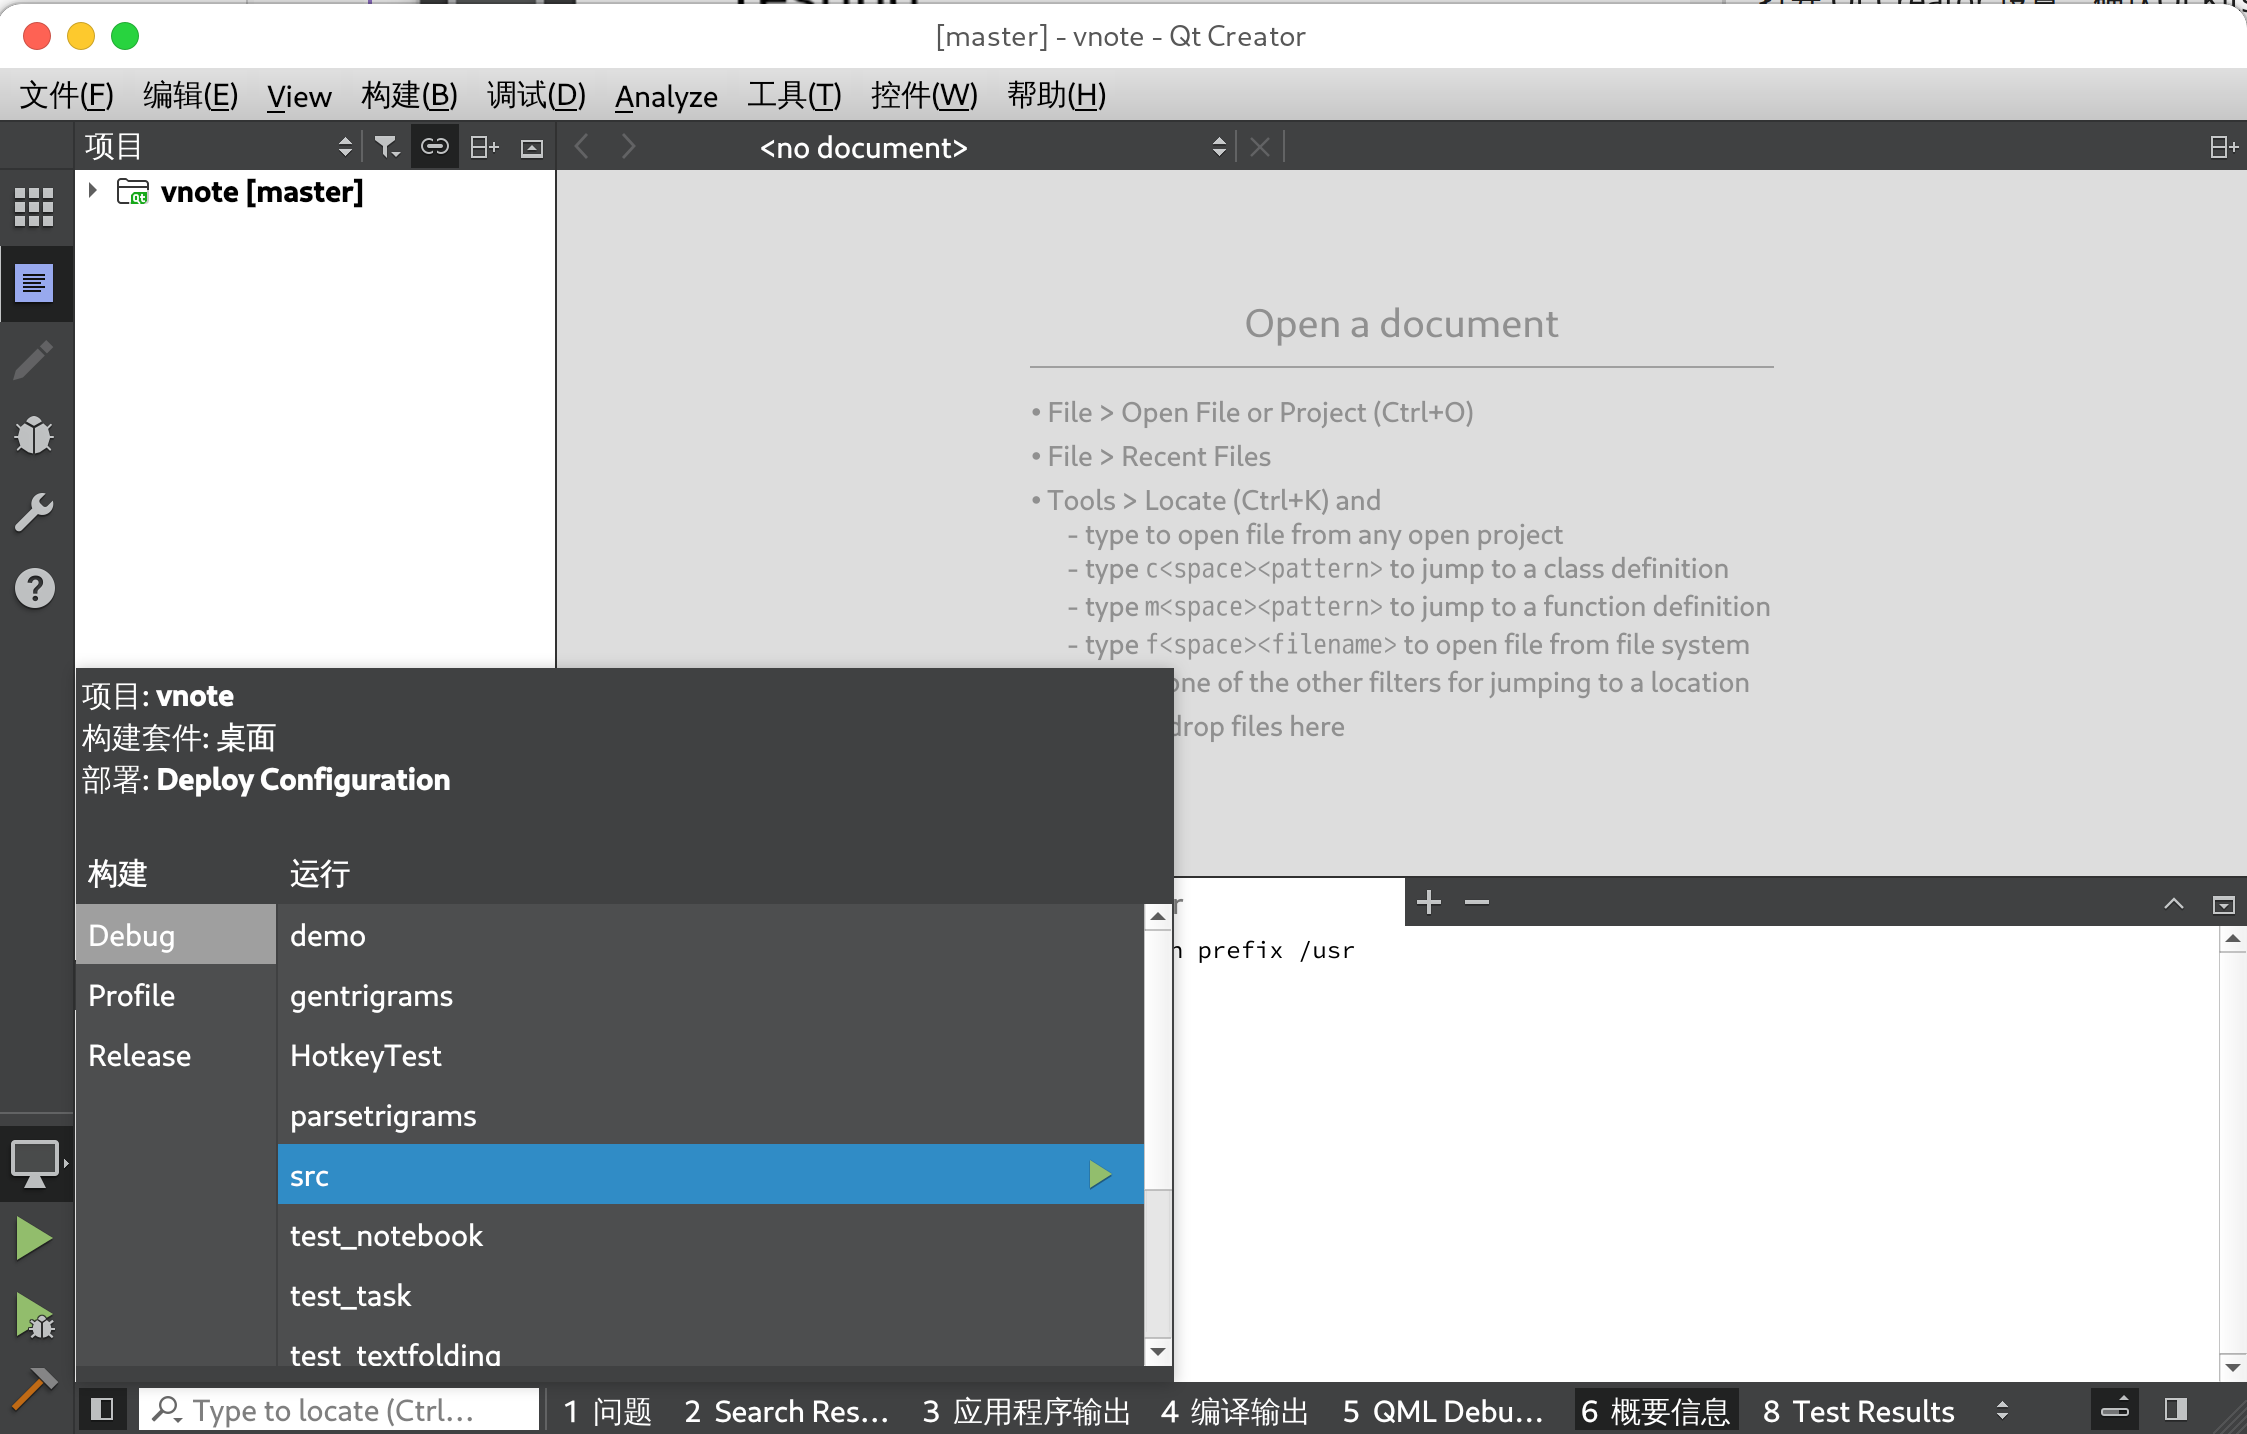 [master] - vnote - Qt Creator
文件(F) 编辑(E) View 构建(B) 调试(D) Analyze 工具(T) 控件(W) 帮助(H)
项目 <no document>
vnote [master]
Open a document
• File > Open File or Project (Ctrl+O)
• File > Recent Files
• Tools > Locate (Ctrl+K) and
- type to open file from any open project
- type c<space><pattern> to jump to a class definition
- type m<space><pattern> to jump to a function definition
- type f<space><filename> to open file from file system
one of the other filters for jumping to a location
drop files here
项目: vnote
构建套件: 桌面
部署: Deploy Configuration
构建 运行
Debug demo
Profile gentrigrams
Release HotkeyTest
parsetrigrams
src
test_notebook
test_task
test_textfolding
prefix /usr
Type to locate (Ctrl... 1 问题 2 Search Res... 3 应用程序输出 4 编译输出 5 QML Debu... 6 概要信息 8 Test Results